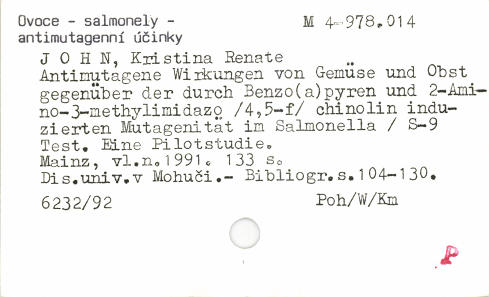 Ovoce - salmonely - M 4-978.014
antimutagenní účinky
J O H N, Kristina Renate
Antimutagene Wirkungen von Gemüse und Obst
gegenüber der durch Benzo(a)pyren und 2-Ami-
no-3-methylimidazo /4,5-f/ chinolin indu-
zierten Mutagenität im Salmonella / S-9
Test. Eine Pilotstudie.
Mainz, vl.n.1991. 133 s.
Dis.univ.v Mohuči.- Bibliogr.s.104-130.
6232/92 Poh/W/Km
P